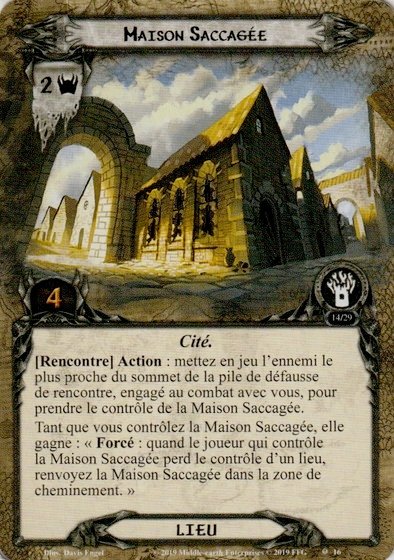 Maison Saccagée
2
4
14/29
Cité.
[Rencontre] Action : mettez en jeu l'ennemi le
plus proche du sommet de la pile de défausse
de rencontre, engagé au combat avec vous, pour
prendre le contrôle de la Maison Saccagée.
Tant que vous contrôlez la Maison Saccagée, elle
gagne : « Forcé : quand le joueur qui contrôle
la Maison Saccagée perd le contrôle d'un lieu,
renvoyez la Maison Saccagée dans la zone de
cheminement. »
Illus. Davis Engel
2019 Middle-earth Enterprises © 2019 FFG
16
LIEU